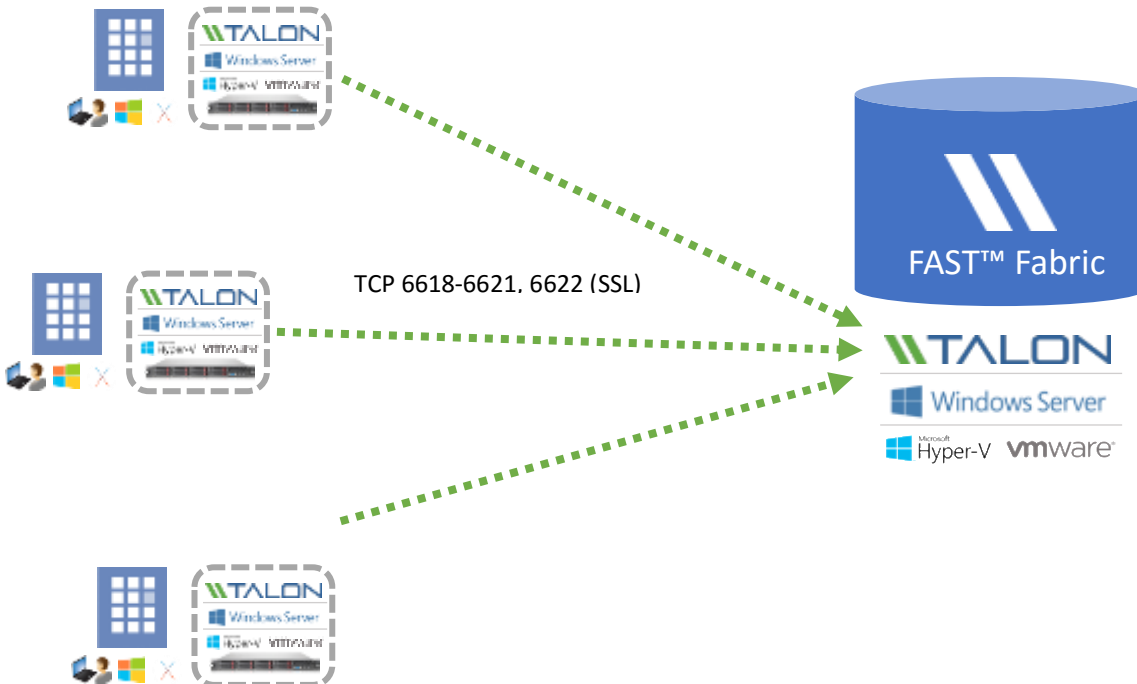 TALON
Windows Server
Hyper-V vmware
TCP 6618-6621, 6622 (SSL)
FAST™ Fabric
TALON
Windows Server
Hyper-V vmware
TALON
Windows Server
Microsoft
Hyper-V vmware
TALON
Windows Server
Hyper-V vmware